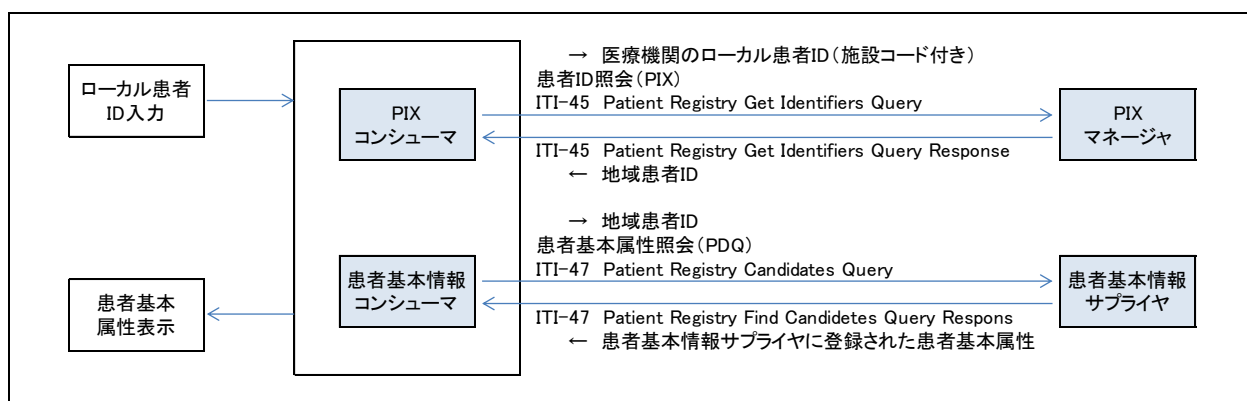 ローカル患者
ID入力
PIX
コンシューマ
→ 医療機関のローカル患者ID(施設コード付き)
患者ID照会(PIX)
ITI-45 Patient Registry Get Identifiers Query
ITI-45 Patient Registry Get Identifiers Query Response
← 地域患者ID
PIX
マネージャ
→ 地域患者ID
患者基本属性照会(PDQ)
ITI-47 Patient Registry Candidates Query
患者基本情報
コンシューマ
患者基本情報
サプライヤ
患者基本
属性表示
ITI-47 Patient Registry Find Candidetes Query Respons
← 患者基本情報サプライヤに登録された患者基本属性